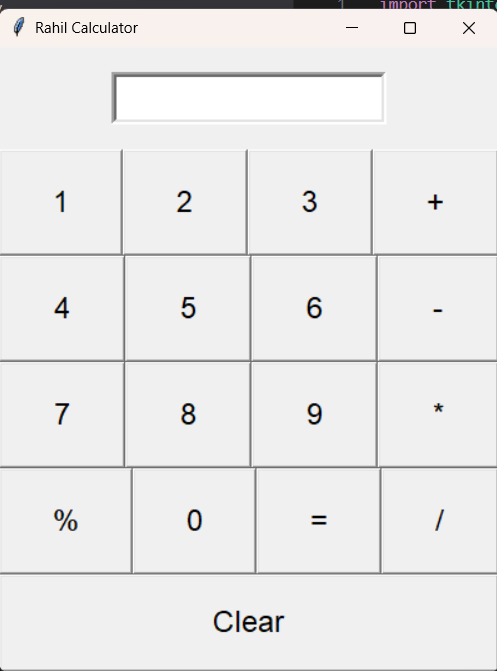 1 import tkint
Rahil Calculator
1 2 3 +
4 5 6 -
7 8 9 *
% 0 = /
Clear